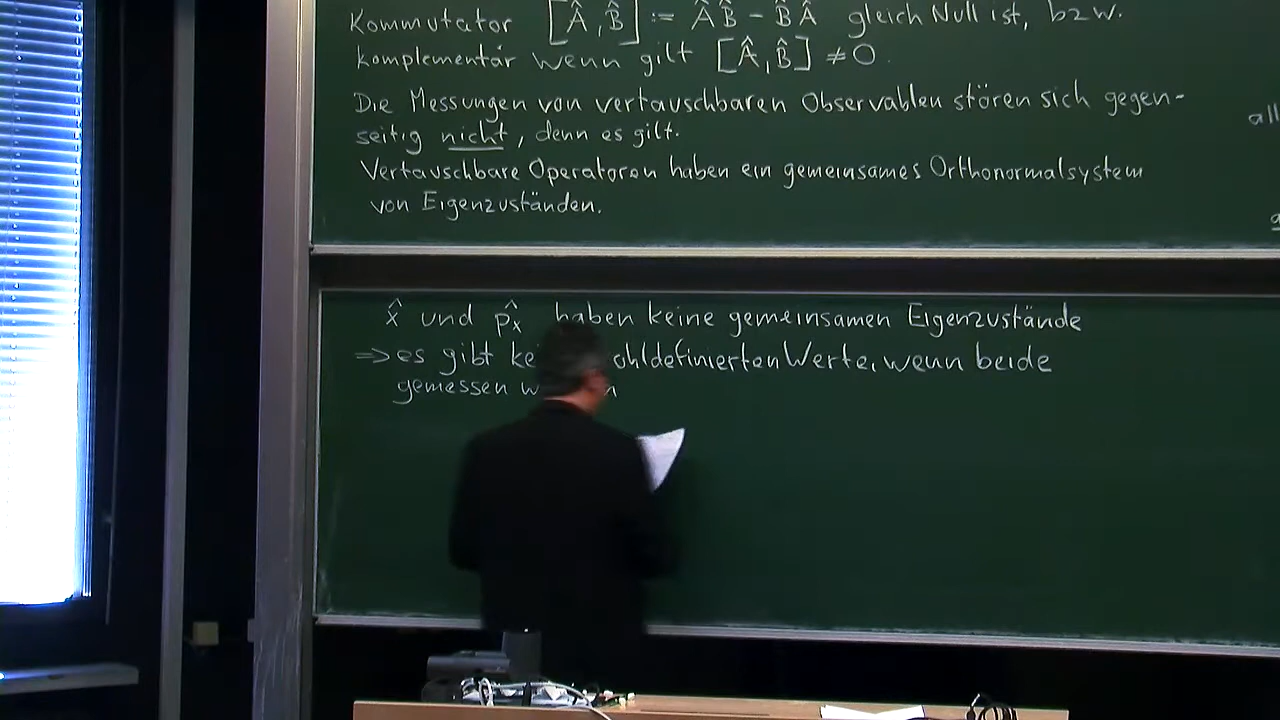 Kommutator [Â,B̂] := ÂB̂ - B̂Â gleich Null ist, bzw.
komplementär wenn gilt [Â,B̂] ≠ 0.
Die Messungen von vertauschbaren Observablen stören sich gegen-
seitig nicht, denn es gilt.
Vertauschbare Operatoren haben ein gemeinsames Orthonormalsystem
von Eigenzuständen.
all
x̂ und p̂ₓ haben keine gemeinsamen Eigenzustände
⇒ es gibt ohldefinierten Werte, wenn beide
gemessen